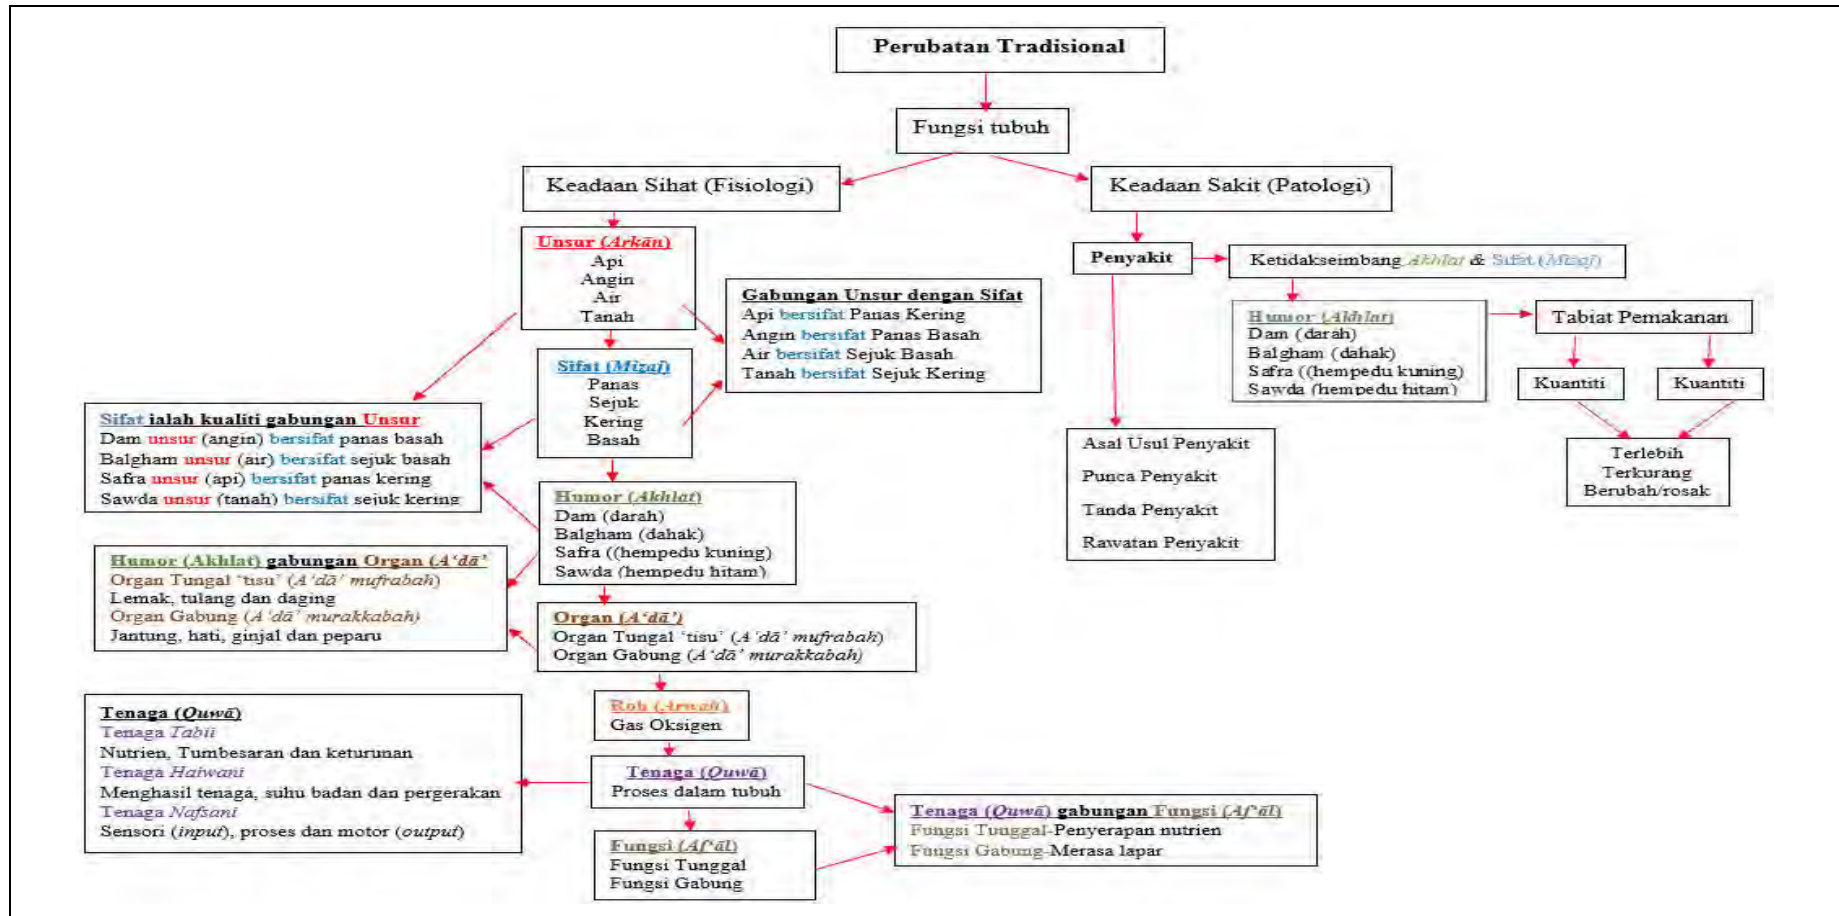 Perubatan Tradisional
Fungsi tubuh
Keadaan Sihat (Fisiologi)
Keadaan Sakit (Patologi)
Unsur (Arkān)
Api
Angin
Air
Tanah
Gabungan Unsur dengan Sifat
Api bersifat Panas Kering
Angin bersifat Panas Basah
Air bersifat Sejuk Basah
Tanah bersifat Sejuk Kering
Sifat (Mizaj)
Panas
Sejuk
Kering
Basah
Sifat ialah kualiti gabungan Unsur
Dam unsur (angin) bersifat panas basah
Balgham unsur (air) bersifat sejuk basah
Safra unsur (api) bersifat panas kering
Sawda unsur (tanah) bersifat sejuk kering
Humor (Akhlat)
Dam (darah)
Balgham (dahak)
Safra ((hempedu kuning)
Sawda (hempedu hitam)
Humor (Akhlat) gabungan Organ (A‘dā’
Organ Tungal ‘tisu’ (A‘dā’ mufrabah)
Lemak, tulang dan daging
Organ Gabung (A‘dā’ murakkabah)
Jantung, hati, ginjal dan peparu
Organ (A‘dā’)
Organ Tungal ‘tisu’ (A‘dā’ mufrabah)
Organ Gabung (A‘dā’ murakkabah)
Roh (Arwaḥ)
Gas Oksigen
Tenaga (Quwā)
Proses dalam tubuh
Tenaga (Quwā)
Tenaga Tabii
Nutrien, Tumbesaran dan keturunan
Tenaga Haiwani
Menghasil tenaga, suhu badan dan pergerakan
Tenaga Nafsani
Sensori (input), proses dan motor (output)
Fungsi (Af‘āl)
Fungsi Tunggal
Fungsi Gabung
Tenaga (Quwā) gabungan Fungsi (Af‘āl)
Fungsi Tunggal-Penyerapan nutrien
Fungsi Gabung-Merasa lapar
Penyakit
Ketidakseimbang Akhlat & Sifat (Mizaj)
Humor (Akhlat)
Dam (darah)
Balgham (dahak)
Safra ((hempedu kuning)
Sawda (hempedu hitam)
Tabiat Pemakanan
Kuantiti
Kuantiti
Terlebih
Terkurang
Berubah/rosak
Asal Usul Penyakit
Punca Penyakit
Tanda Penyakit
Rawatan Penyakit